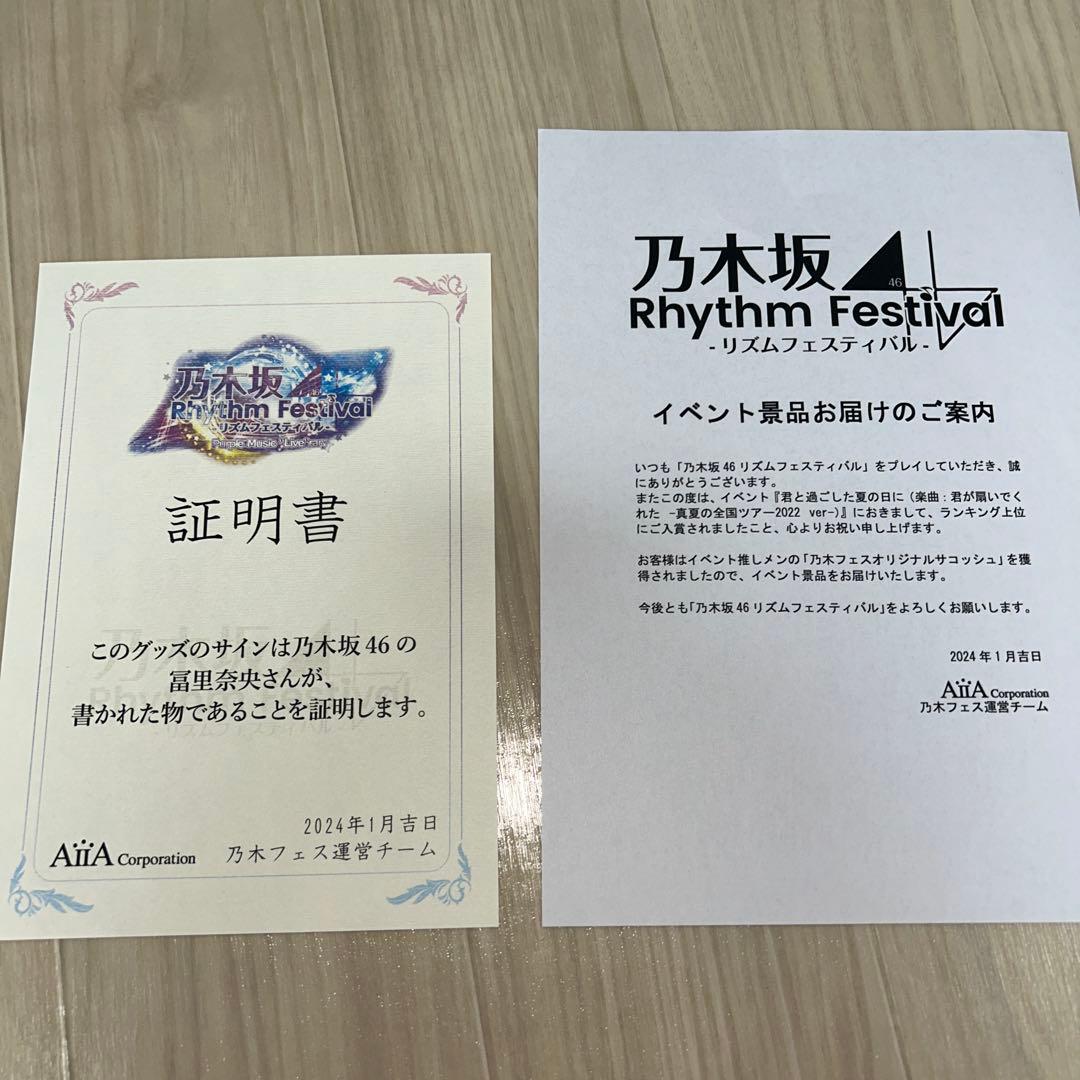 乃木坂46
Rhythm Festival
-リズムフェスティバル-
Purple Music "Live"rary
証明書
このグッズのサインは乃木坂46の
冨里奈央さんが、
書かれた物であることを証明します。
2024年1月吉日
AiiA Corporation
乃木フェス運営チーム
乃木坂46
Rhythm Festival
-リズムフェスティバル-
イベント景品お届けのご案内
いつも「乃木坂46リズムフェスティバル」をプレイしていただき、誠
にありがとうございます。
またこの度は、イベント『君と過ごした夏の日に(楽曲:君が扇いでく
れた -真夏の全国ツアー2022 ver-)』におきまして、ランキング上位
にご入賞されましたこと、心よりお祝い申し上げます。
お客様はイベント推しメンの「乃木フェスオリジナルサコッシュ」を獲
得されましたので、イベント景品をお届けいたします。
今後とも「乃木坂46リズムフェスティバル」をよろしくお願いします。
2024年1月吉日
AiiA Corporation
乃木フェス運営チーム